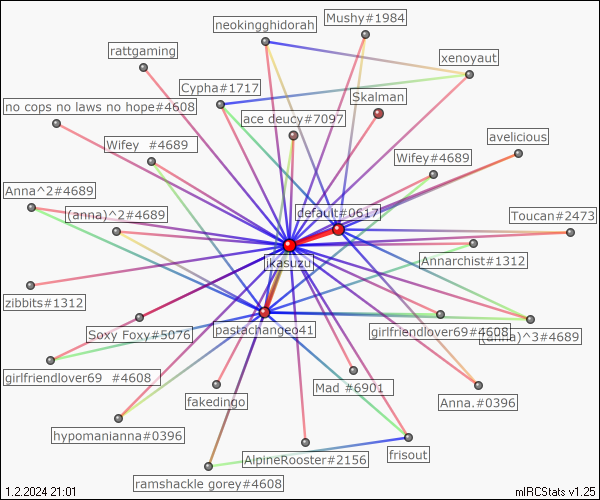 Mushy#1984
neokingghidorah
rattgaming
xenoyaut
Cypha#1717
Skalman
no cops no laws no hope#4608
ace deucy#7097
avelicious
Wifey #4689
Wifey#4689
Anna^2#4689
(anna)^2#4689
default#0617
Toucan#2473
jkasuzu
Annarchist#1312
zibbits#1312
Soxy Foxy#5076
pastachangeo41
girlfriendlover69#4608
(anna)^3#4689
girlfriendlover69 #4608
fakedingo
Mad #6901
Anna.#0396
hypomanianna#0396
AlpineRooster#2156
frisout
ramshackle gorey#4608
1.2.2024 21:01
mIRCStats v1.25